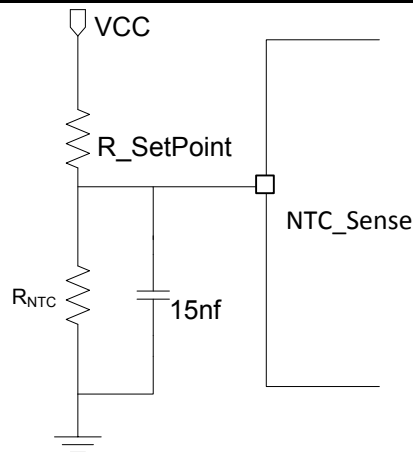 VCC
R_SetPoint
NTC_Sense
RNTC
15nf